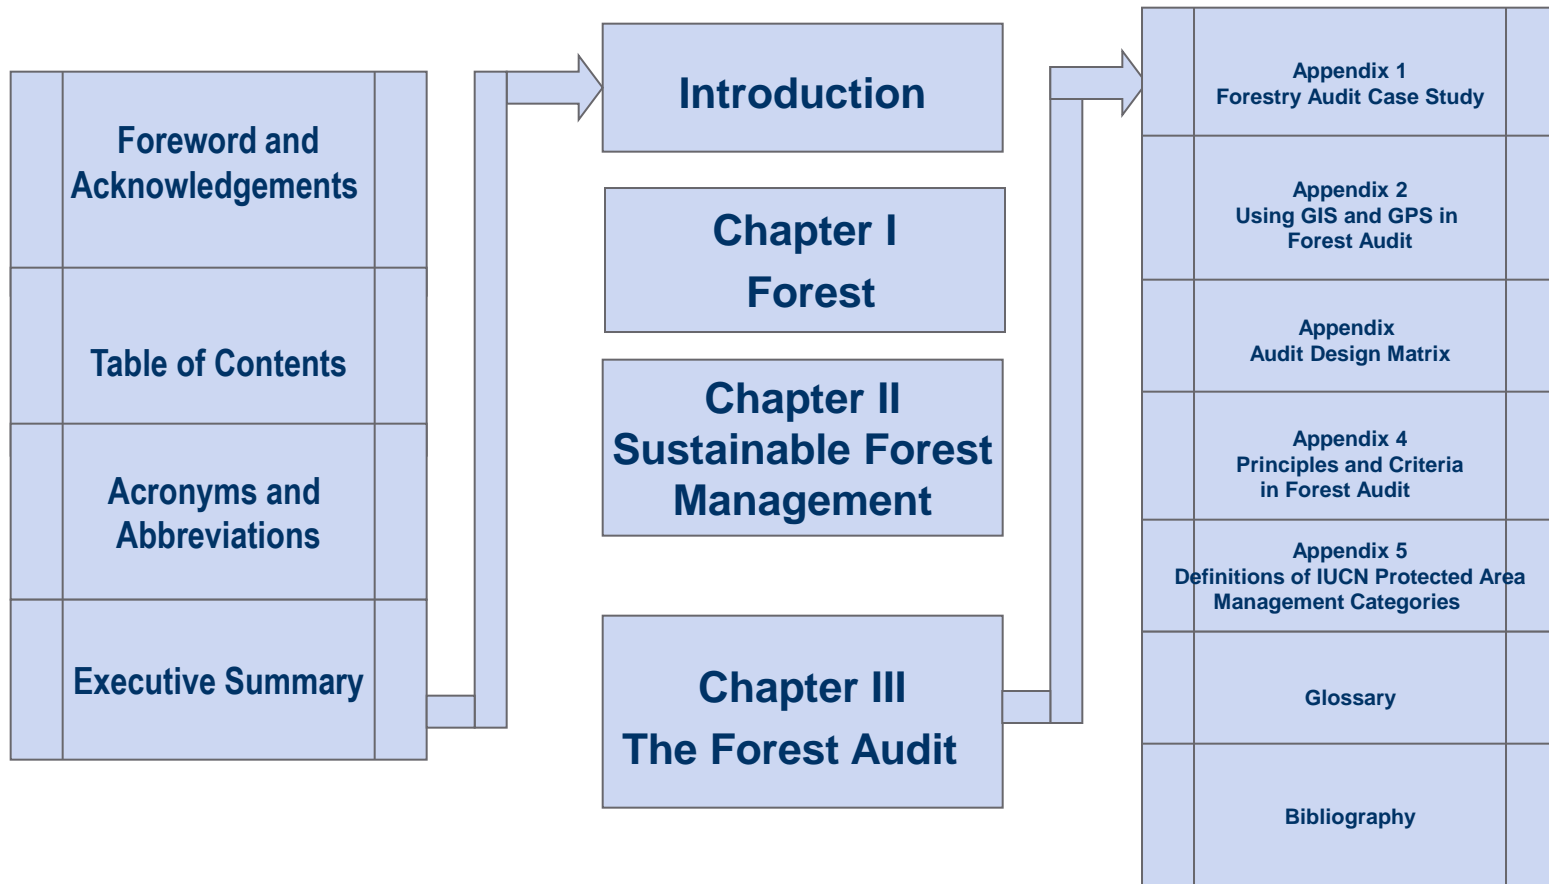 Foreword and
Acknowledgements
Table of Contents
Acronyms and
Abbreviations
Executive Summary
Introduction
Chapter I
Forest
Chapter II
Sustainable Forest
Management
Chapter III
The Forest Audit
Appendix 1
Forestry Audit Case Study
Appendix 2
Using GIS and GPS in
Forest Audit
Appendix
Audit Design Matrix
Appendix 4
Principles and Criteria
in Forest Audit
Appendix 5
Definitions of IUCN Protected Area
Management Categories
Glossary
Bibliography